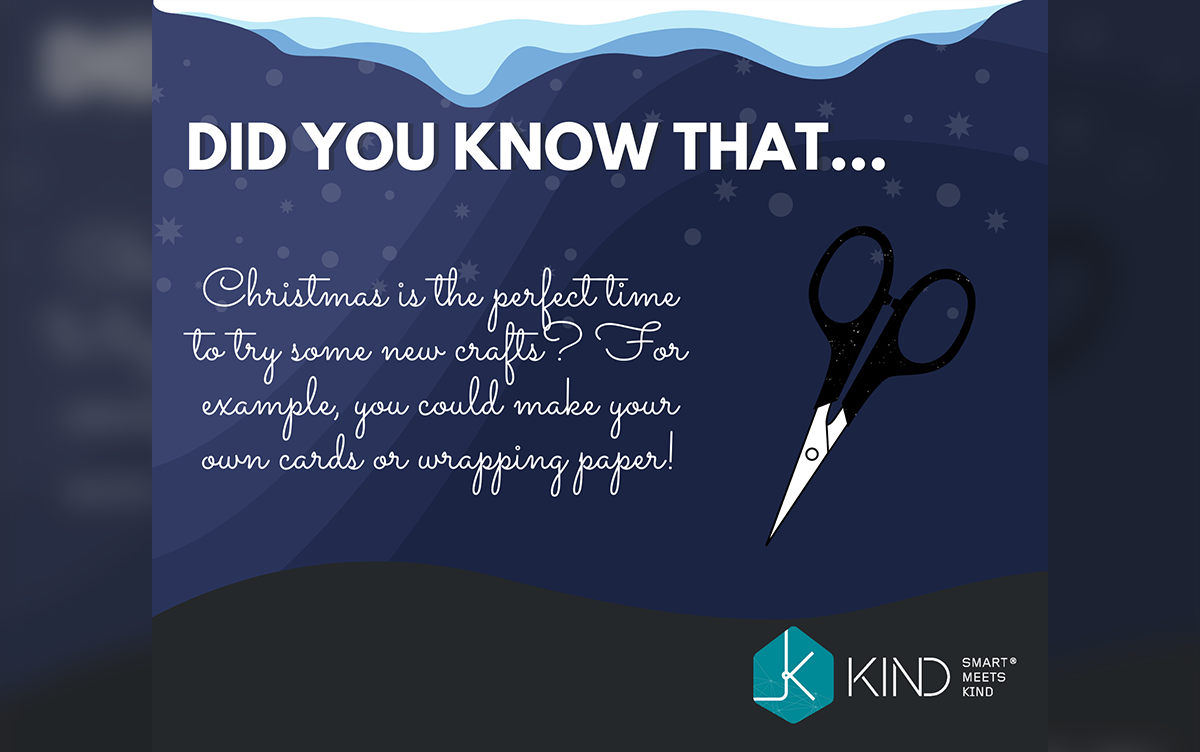 DID YOU KNOW THAT...
Christmas is the perfect time
to try some new crafts? For
example, you could make your
own cards or wrapping paper!
KIND
SMART®
MEETS
KIND